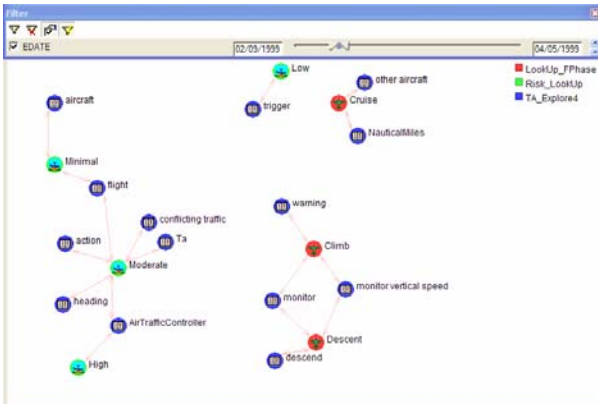 Filter
EDATE
02/09/1999
04/05/1999
LookUp_FPhase
Risk_LookUp
TA_Explore4
Low
trigger
other aircraft
Cruise
NauticalMiles
aircraft
Minimal
flight
conflicting traffic
action
Ta
Moderate
heading
AirTrafficController
High
warning
Climb
monitor
monitor vertical speed
Descent
descend